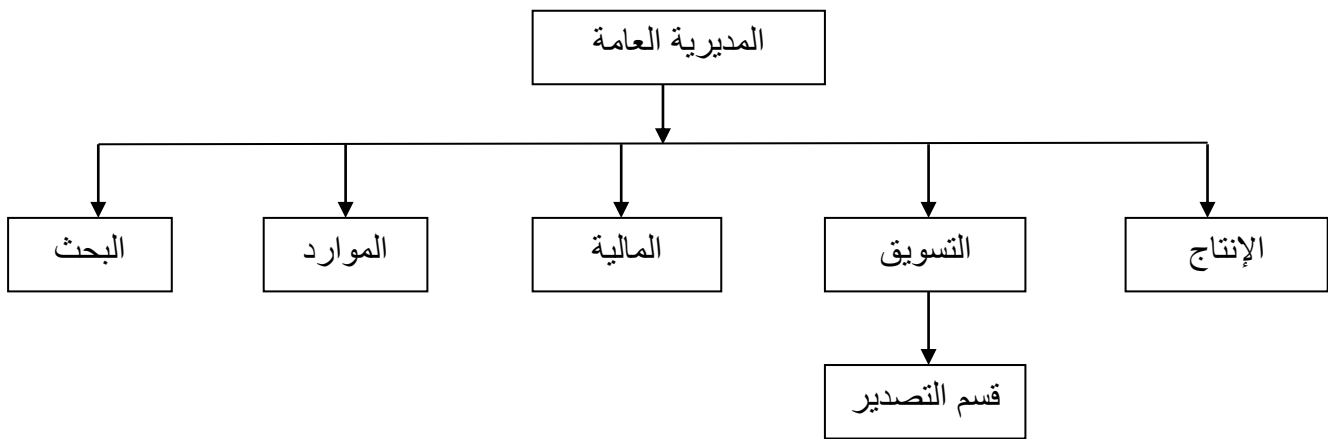 المديرية العامة
الإنتاج
التسويق
المالية
الموارد
البحث
قسم التصدير